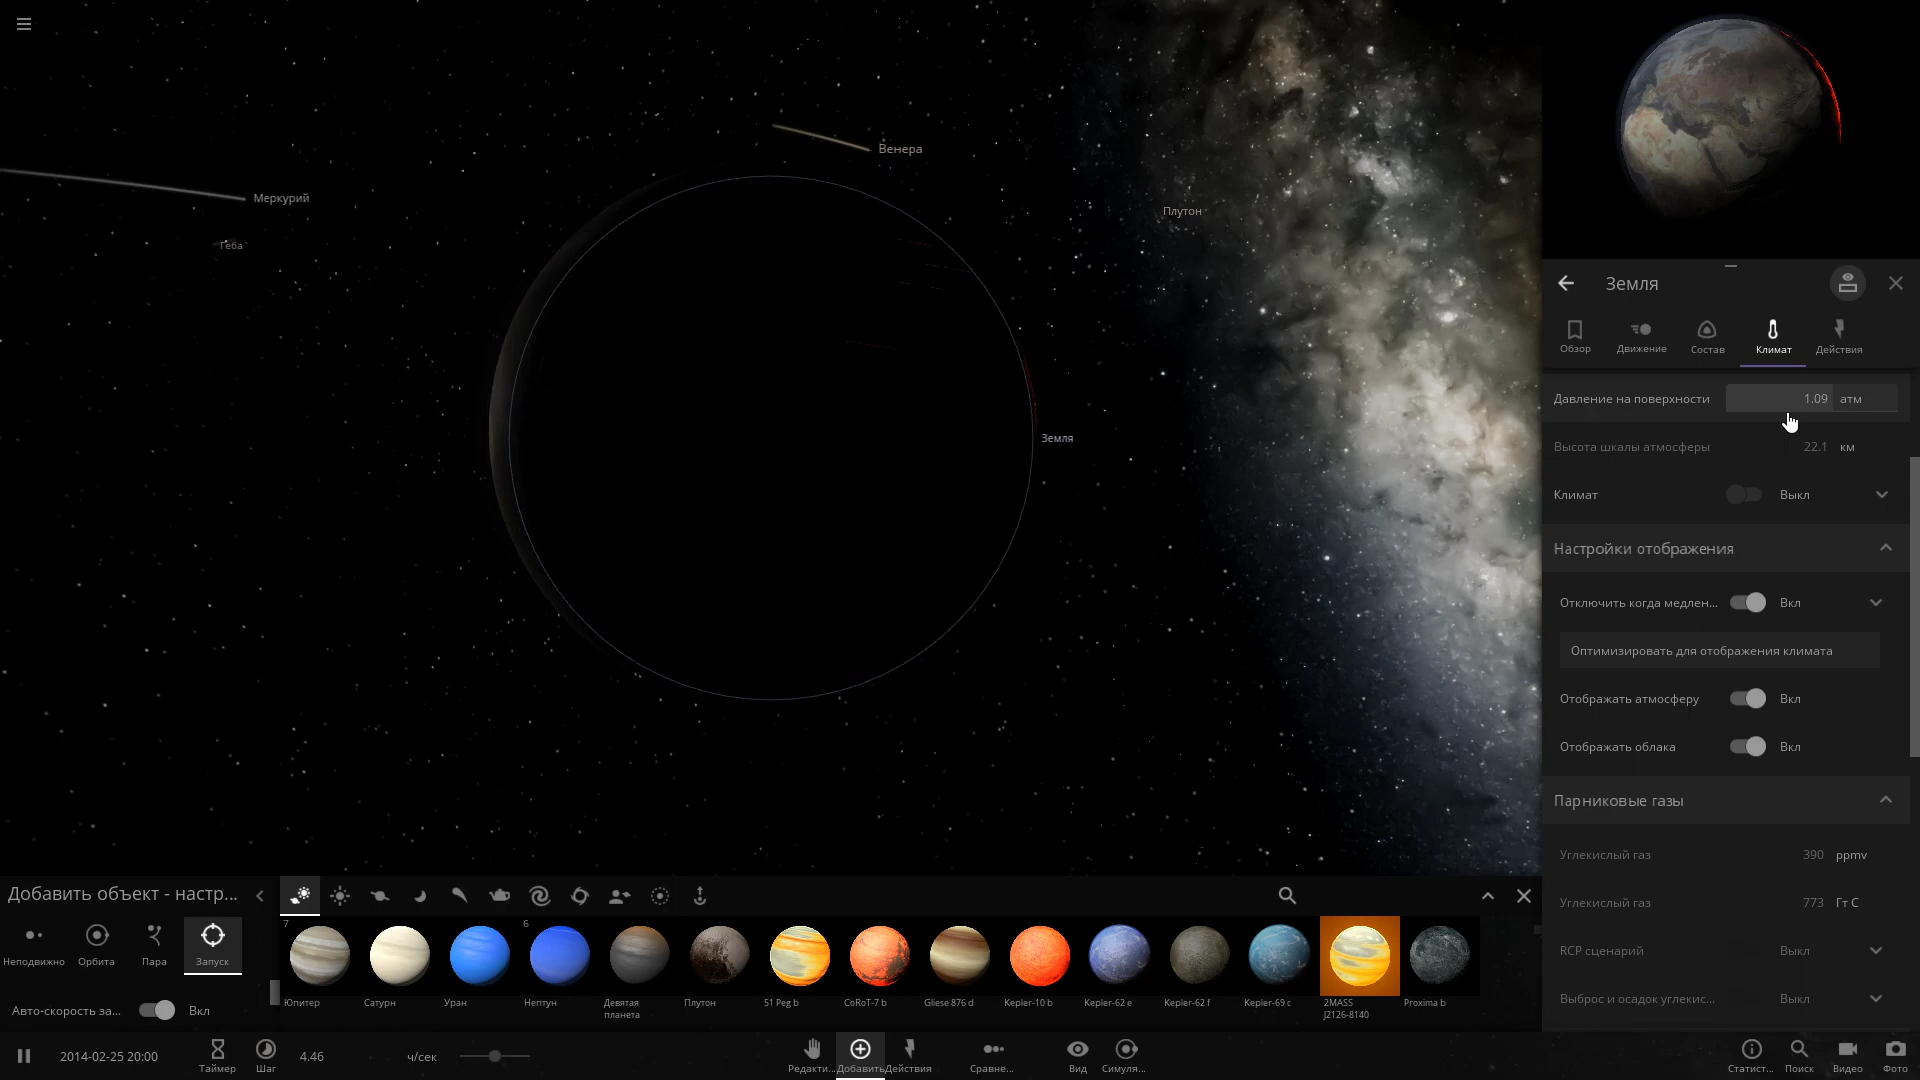 Венера
Меркурий
Геба
Плутон
Земля
Земля
Обзор
Движение
Состав
Климат
Действия
Давление на поверхности 1.09 атм
Высота шкалы атмосферы 22.1 км
Климат Выкл
Настройки отображения
Отключить когда медлен... Вкл
Оптимизировать для отображения климата
Отображать атмосферу Вкл
Отображать облака Вкл
Парниковые газы
Углекислый газ 390 ppmv
Углекислый газ 773 Гт C
RCP сценарий Выкл
Выброс и осадок углекис... Выкл
Добавить объект - настр...
Неподвижно
Орбита
Пара
Запуск
Авто-скорость за... Вкл
7
6
Юпитер
Сатурн
Уран
Нептун
Девятая
планета
Плутон
51 Peg b
CoRoT-7 b
Gliese 876 d
Kepler-10 b
Kepler-62 e
Kepler-62 f
Kepler-69 c
2MASS
J2126-8140
Proxima b
2014-02-25 20:00
Таймер
Шаг
4.46 ч/сек
Редакти...
Добавить
Действия
Сравне...
Вид
Симуля...
Статист...
Поиск
Видео
Фото